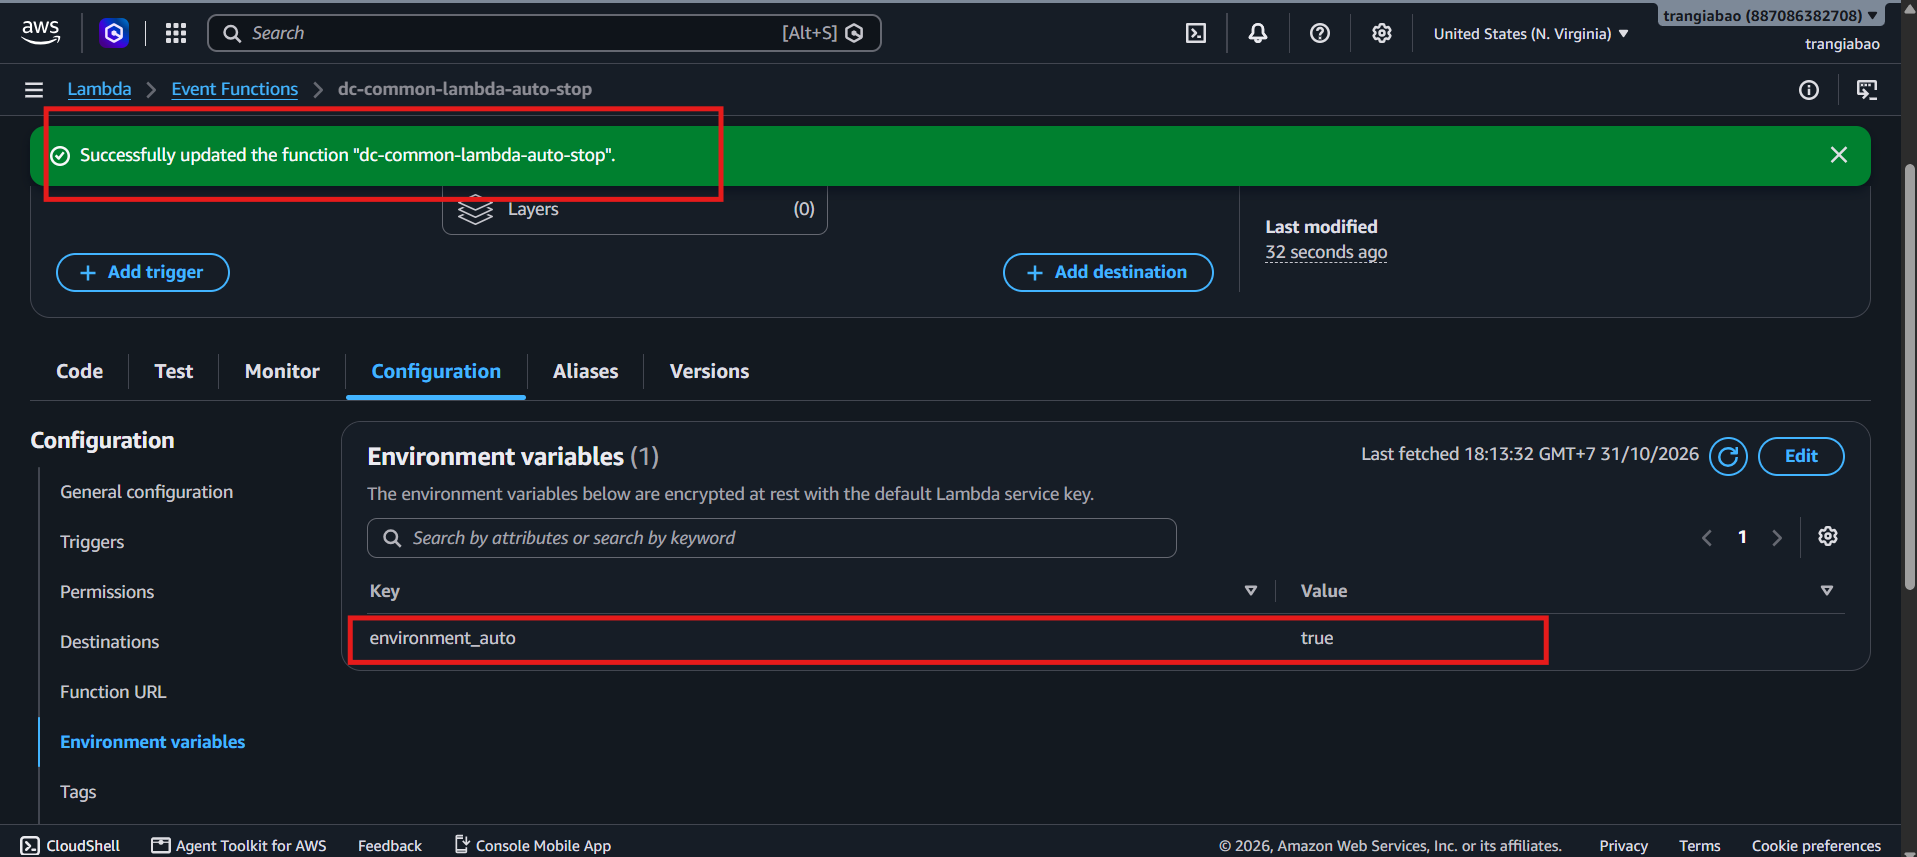 aws
Search [Alt+S]
United States (N. Virginia)
trangiabao (887086382708)
trangiabao
Lambda
Event Functions
dc-common-lambda-auto-stop
Successfully updated the function "dc-common-lambda-auto-stop".
Layers (0)
Last modified
32 seconds ago
Add trigger
Add destination
Code
Test
Monitor
Configuration
Aliases
Versions
Configuration
General configuration
Triggers
Permissions
Destinations
Function URL
Environment variables
Tags
Environment variables (1)
Last fetched 18:13:32 GMT+7 31/10/2026
Edit
The environment variables below are encrypted at rest with the default Lambda service key.
Search by attributes or search by keyword
1
Key Value
environment_auto true
CloudShell
Agent Toolkit for AWS
Feedback
Console Mobile App
© 2026, Amazon Web Services, Inc. or its affiliates.
Privacy
Terms
Cookie preferences